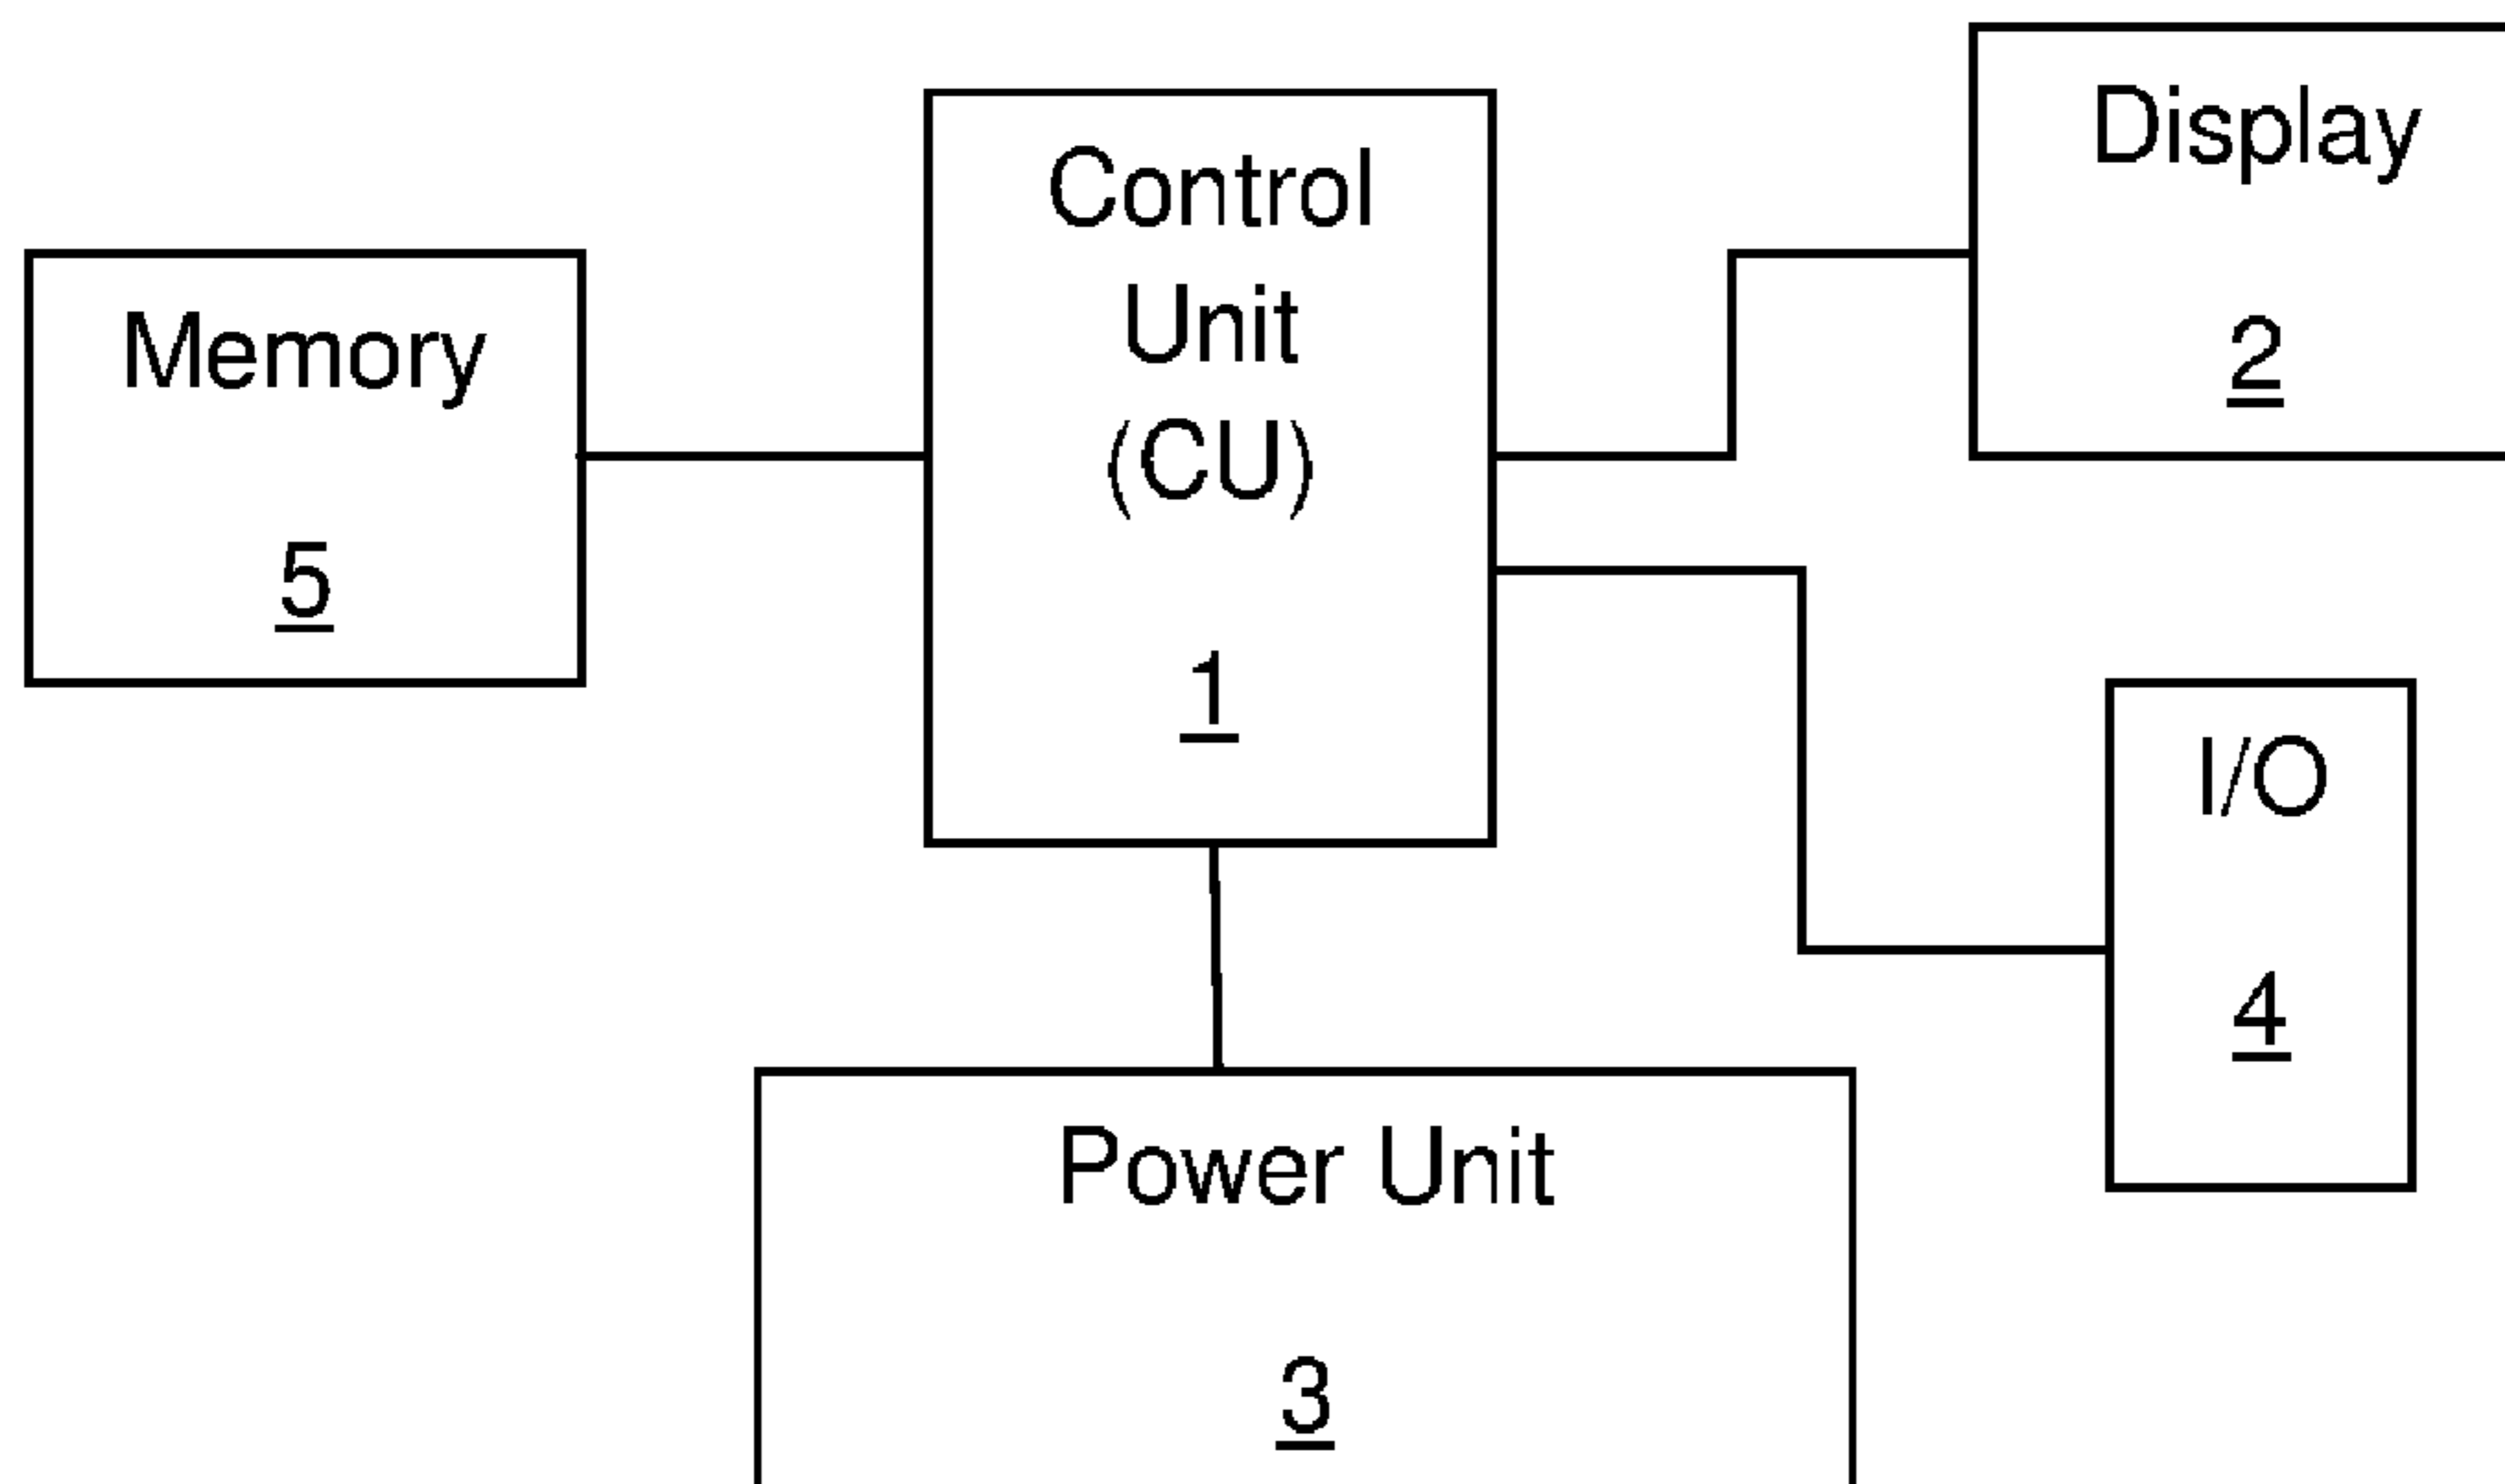 Memory
5
Control
Unit
(CU)
1
Display
2
I/O
4
Power Unit
3